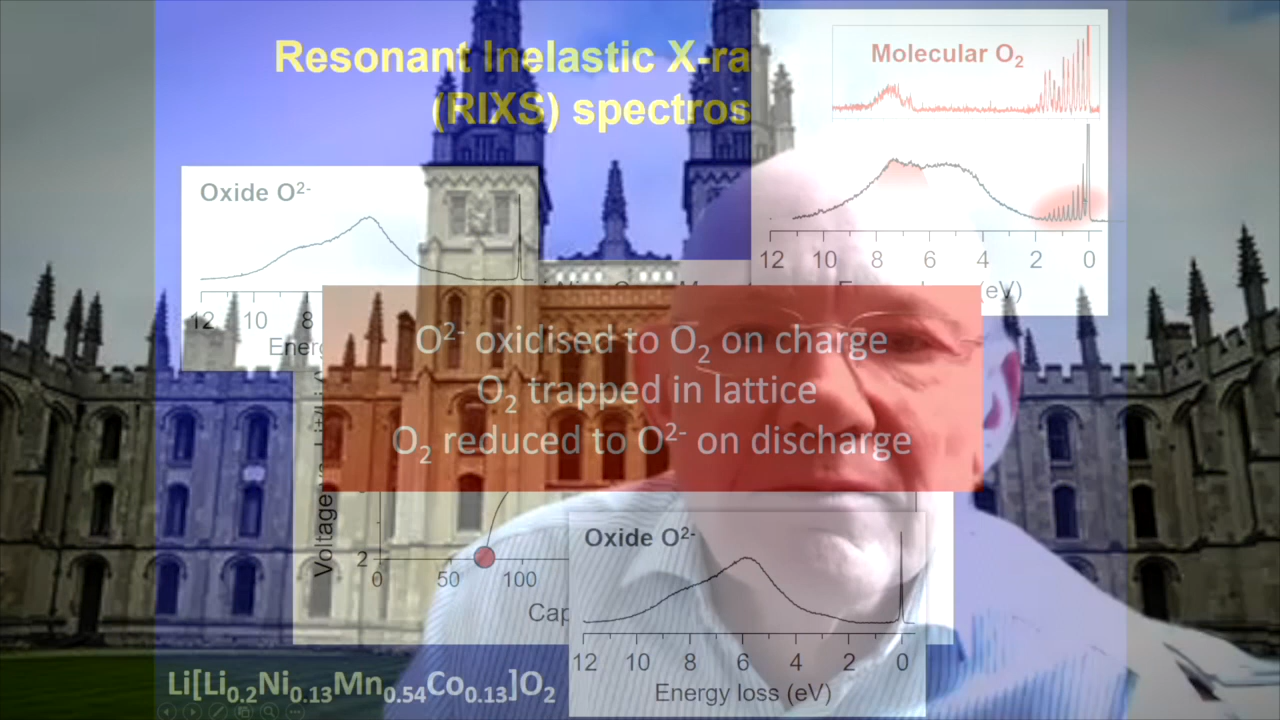 Resonant Inelastic X-ra
(RIXS) spectros
Molecular O₂
12 10 8 6 4 2 0
(eV)
Oxide O²⁻
12 10 8
Energ
O²⁻ oxidised to O₂ on charge
O₂ trapped in lattice
O₂ reduced to O²⁻ on discharge
Voltage
2
0 50 100
Cap
Oxide O²⁻
12 10 8 6 4 2 0
Energy loss (eV)
Li[Li₀.₂Ni₀.₁₃Mn₀.₅₄Co₀.₁₃]O₂